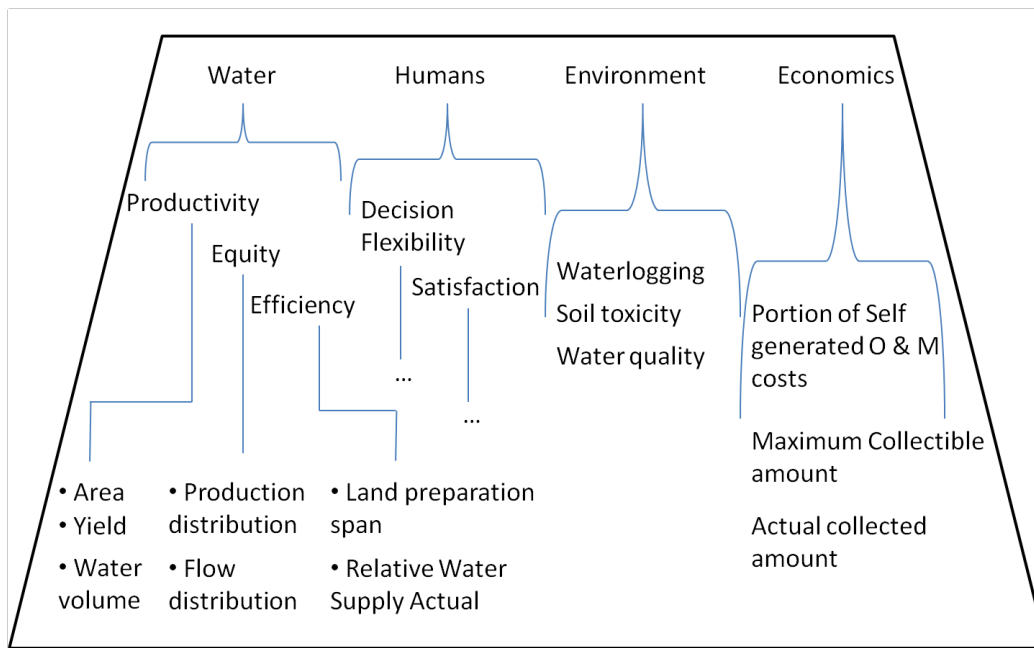 Water
Humans
Environment
Economics
Productivity
Equity
Efficiency
• Area
• Yield
• Water
volume
• Production
distribution
• Flow
distribution
• Land preparation
span
• Relative Water
Supply Actual
Decision
Flexibility
Satisfaction
...
...
Waterlogging
Soil toxicity
Water quality
Portion of Self
generated O & M
costs
Maximum Collectible
amount
Actual collected
amount